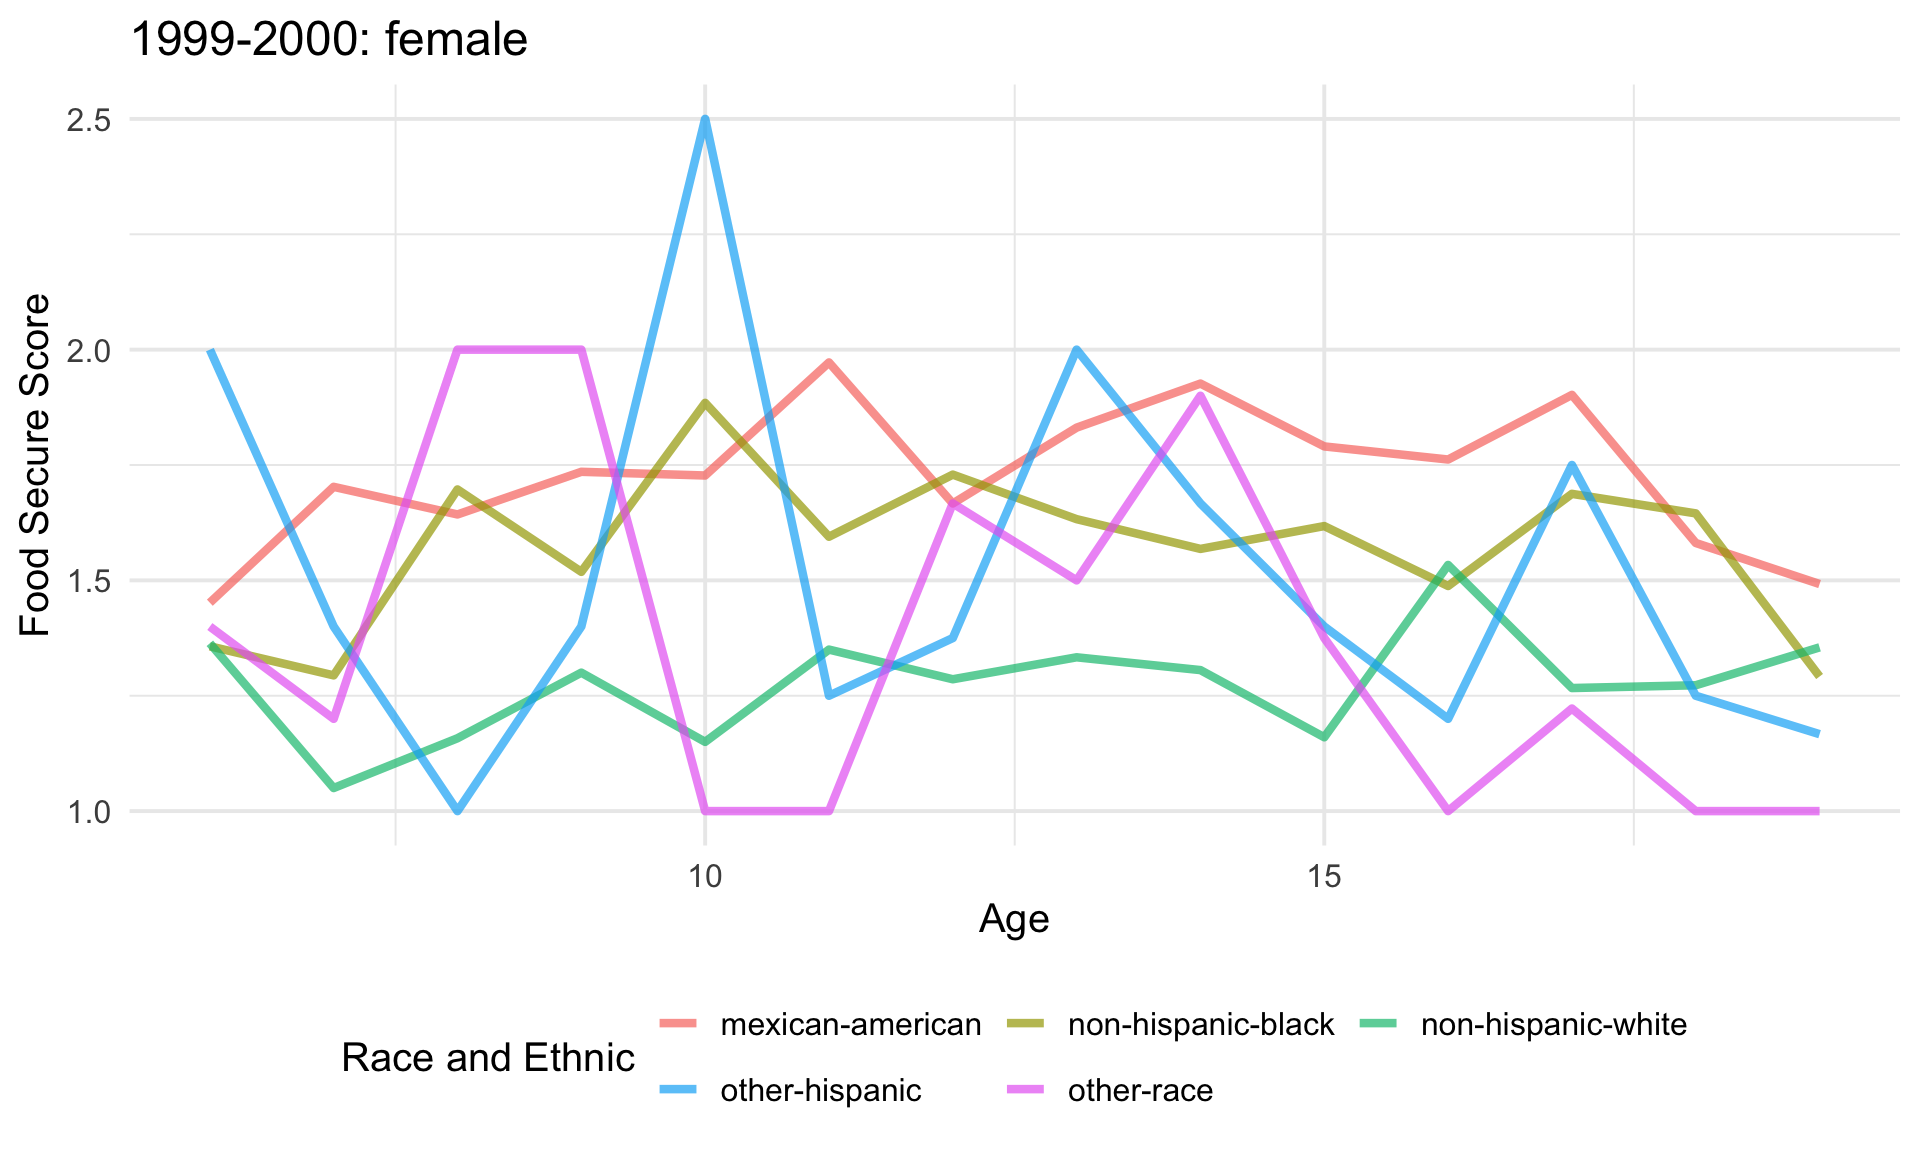 1999-2000: female
Food Secure Score
2.5
2.0
1.5
1.0
10
15
Age
Race and Ethnic
mexican-american
non-hispanic-black
non-hispanic-white
other-hispanic
other-race